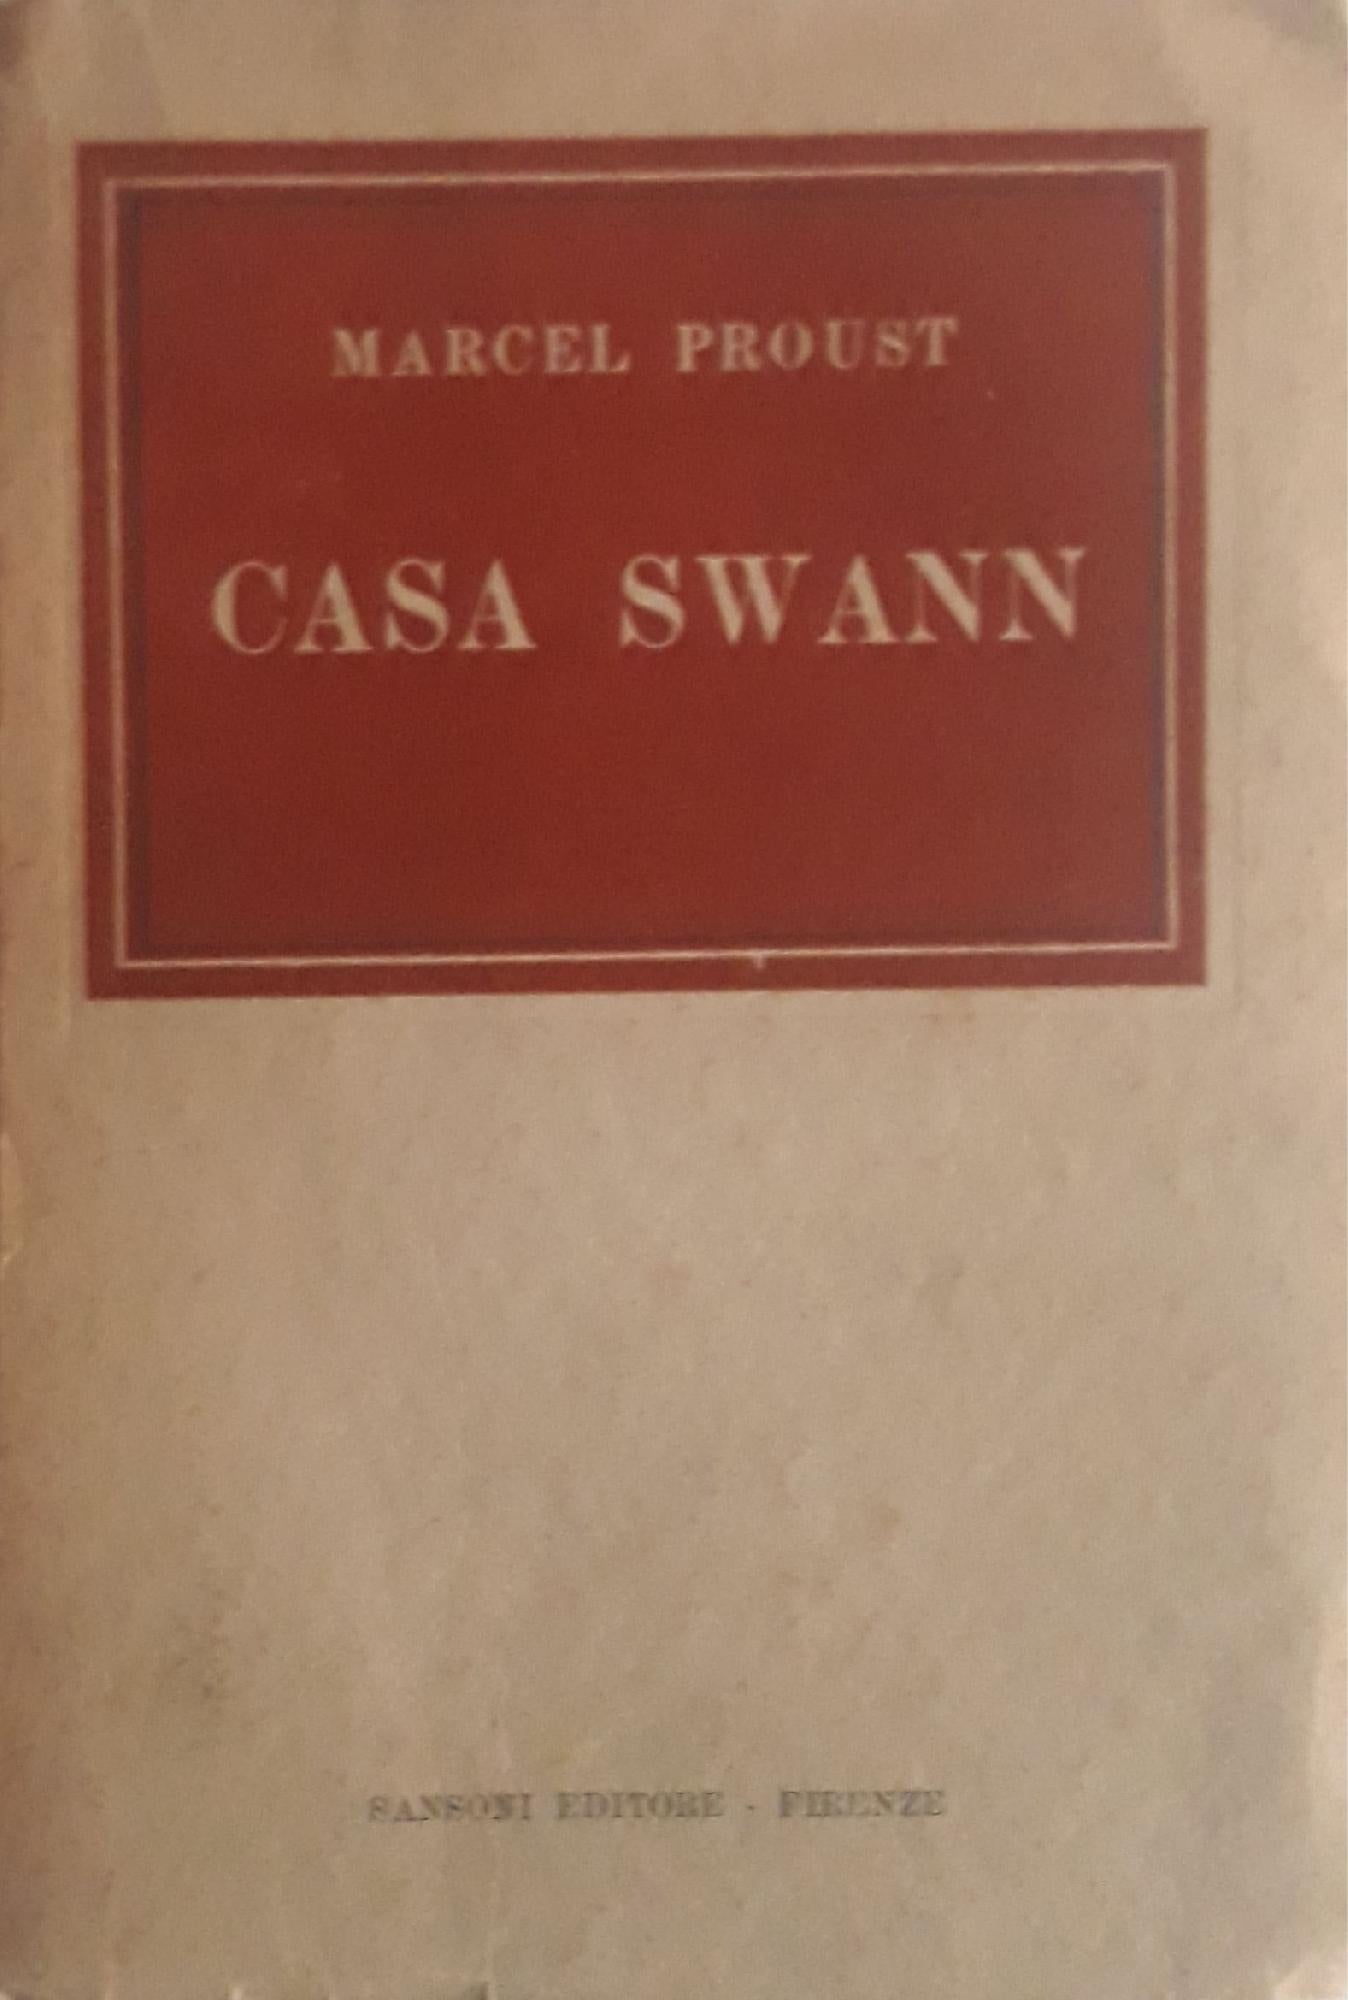 MARCEL PROUST
CASA SWANN
SANSONI EDITORE - FIRENZE